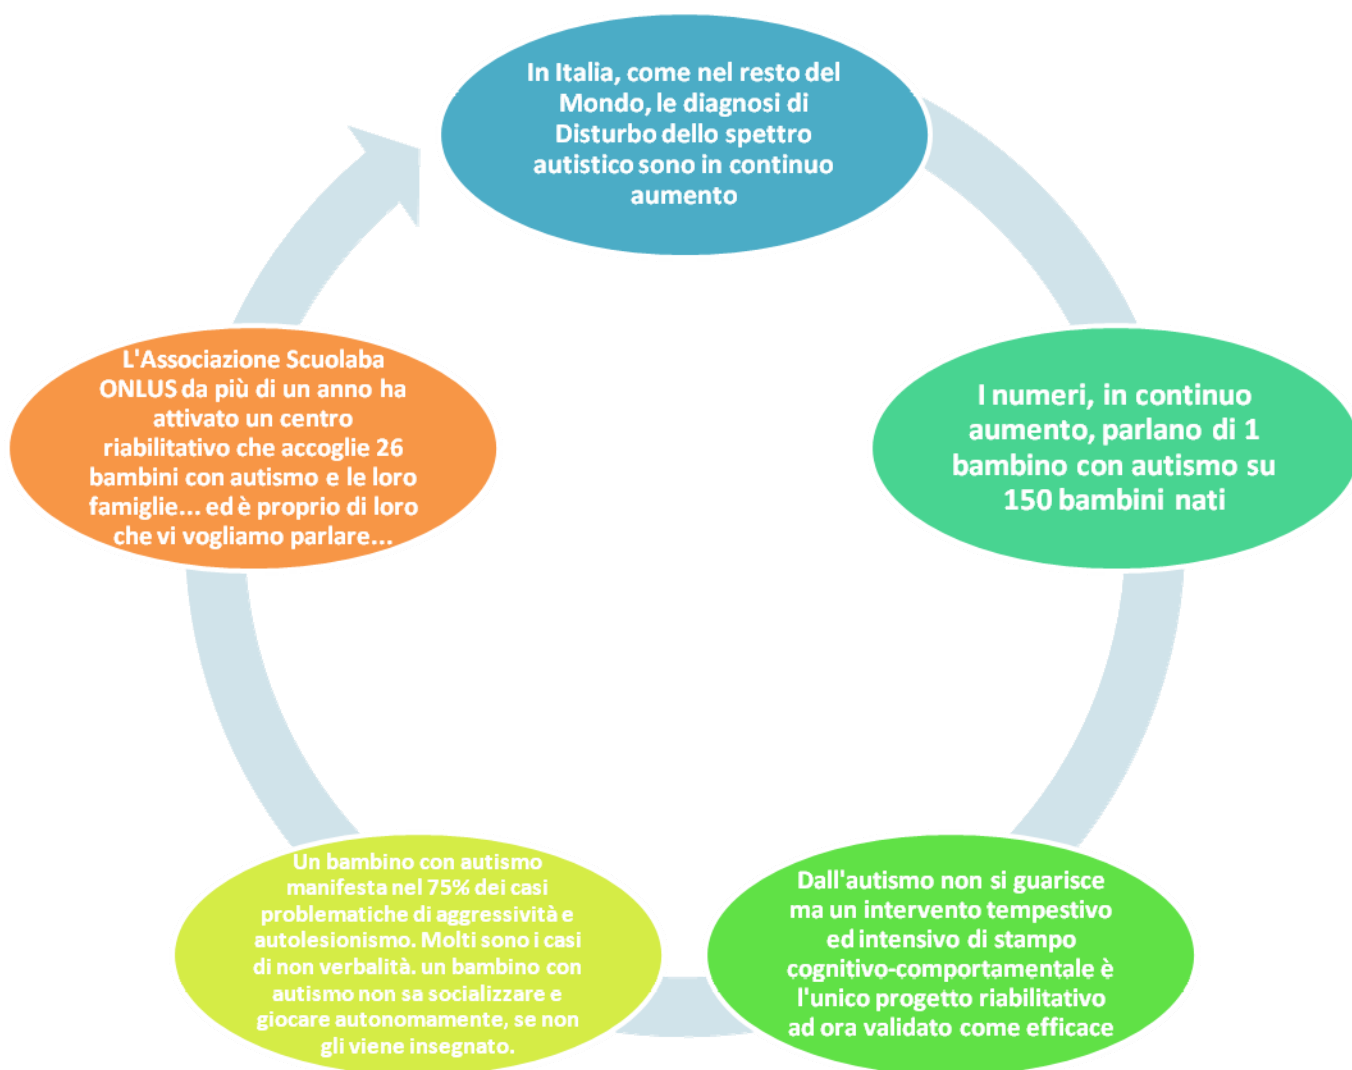 In Italia, come nel resto del
Mondo, le diagnosi di
Disturbo dello spettro
autistico sono in continuo
aumento
I numeri, in continuo
aumento, parlano di 1
bambino con autismo su
150 bambini nati
Dall'autismo non si guarisce
ma un intervento tempestivo
ed intensivo di stampo
cognitivo-comportamentale è
l'unico progetto riabilitativo
ad ora validato come efficace
Un bambino con autismo
manifesta nel 75% dei casi
problematiche di aggressività e
autolesionismo. Molti sono i casi
di non verbalità. un bambino con
autismo non sa socializzare e
giocare autonomamente, se non
gli viene insegnato.
L'Associazione Scuolaba
ONLUS da più di un anno ha
attivato un centro
riabilitativo che accoglie 26
bambini con autismo e le loro
famiglie... ed è proprio di loro
che vi vogliamo parlare...